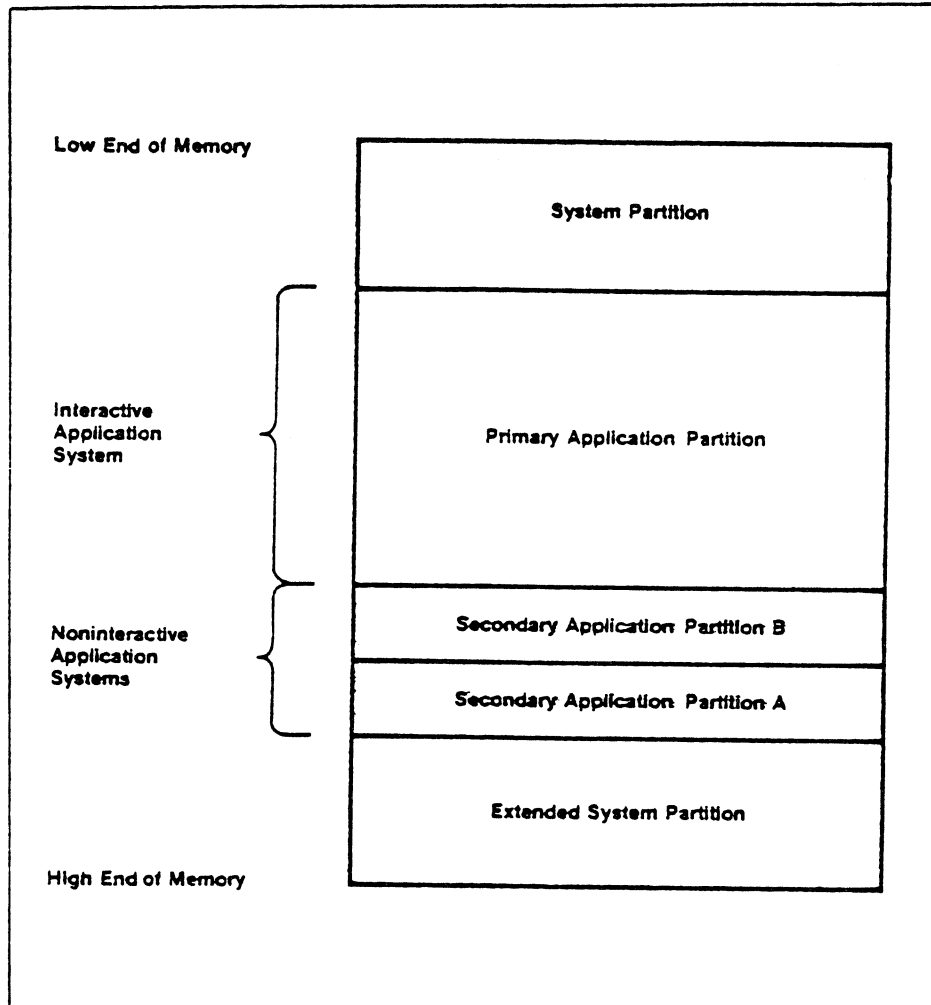 Low End of Memory
System Partition
Interactive
Application
System
Primary Application Partition
Noninteractive
Application
Systems
Secondary Application Partition B
Secondary Application Partition A
Extended System Partition
High End of Memory